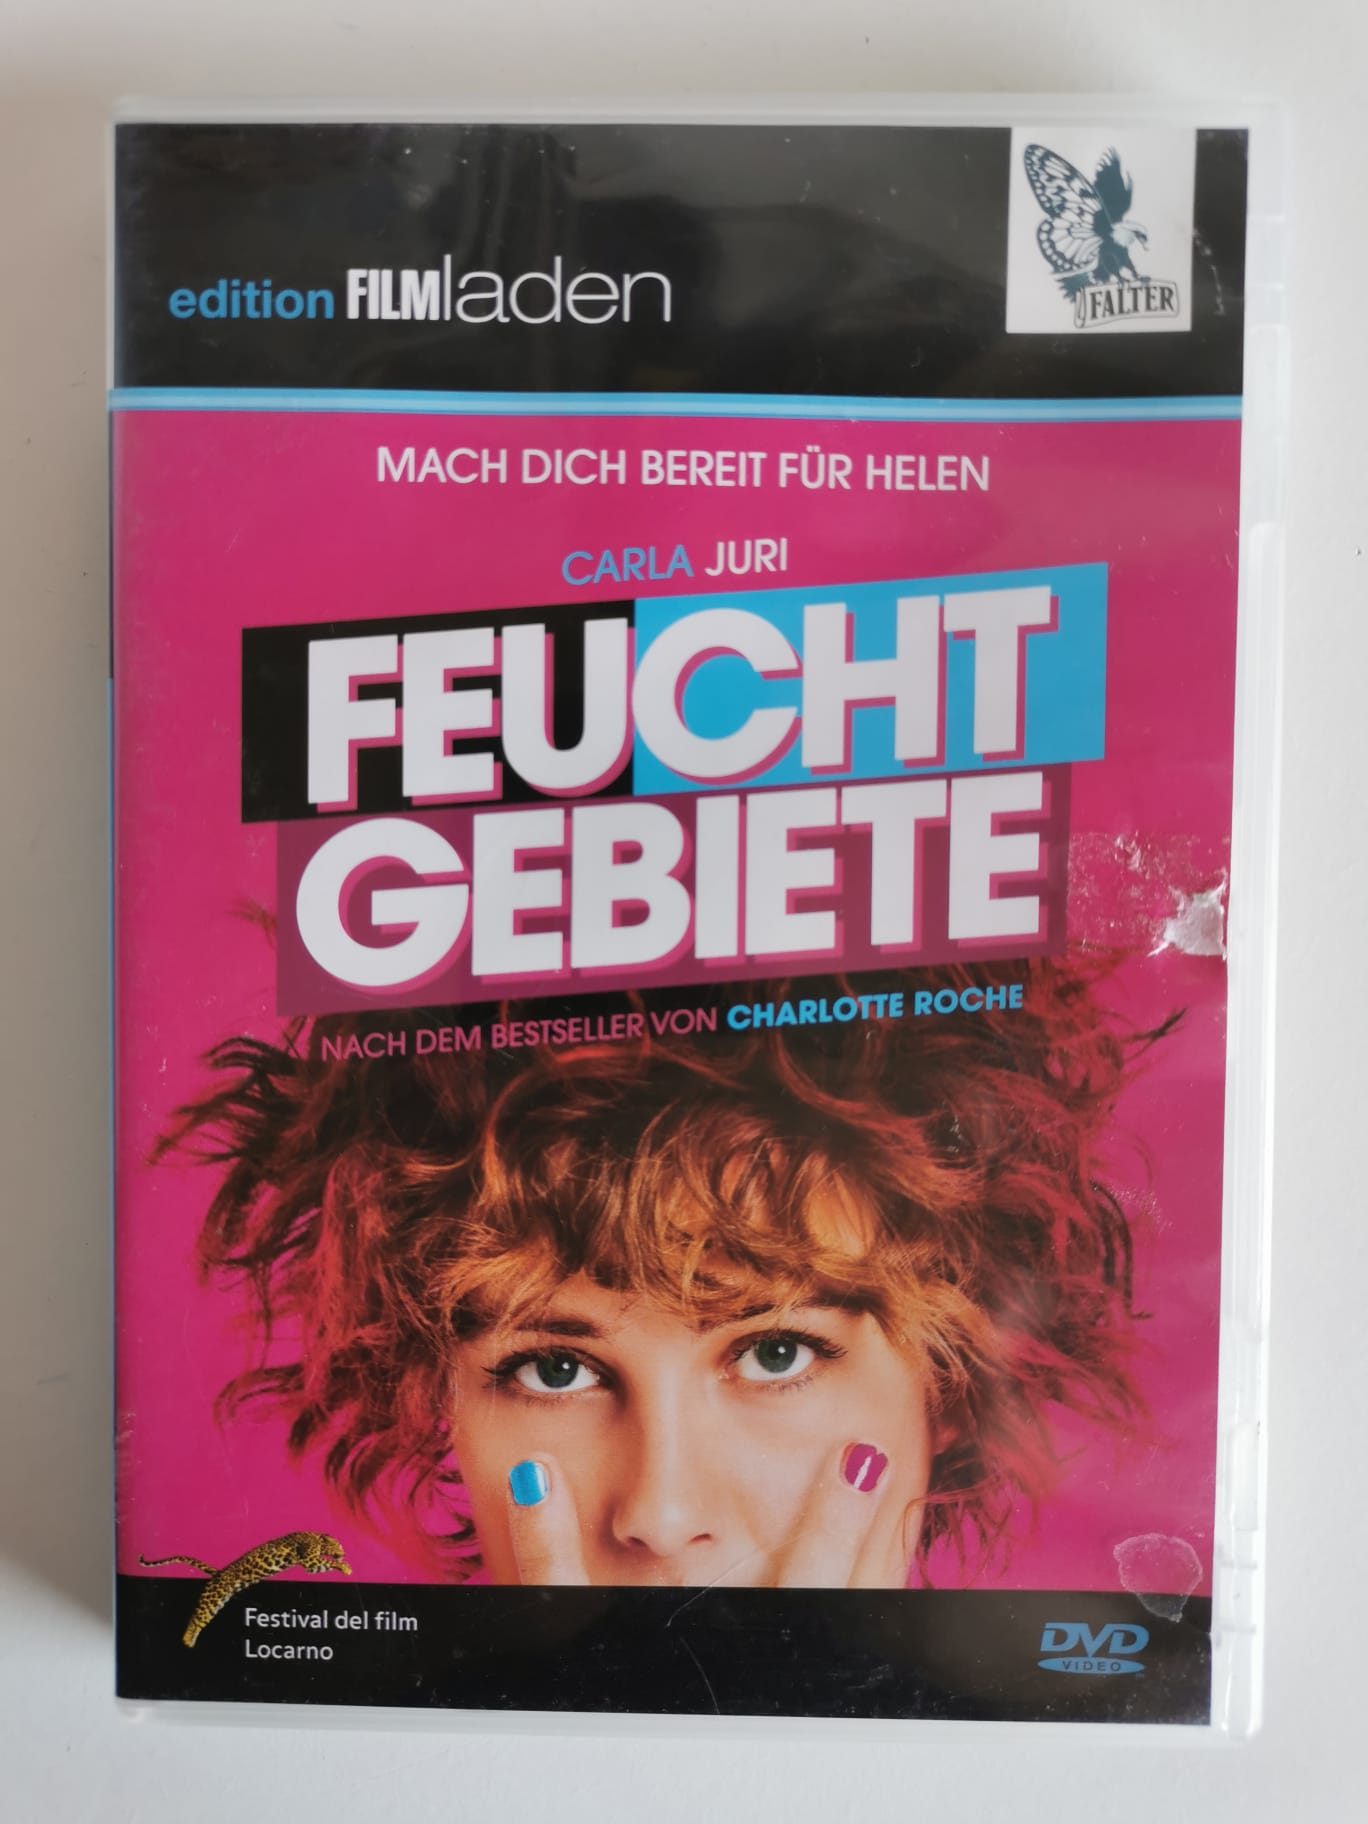 edition FILMladen
FALTER
MACH DICH BEREIT FÜR HELEN
CARLA JURI
FEUCHT
GEBIETE
NACH DEM BESTSELLER VON CHARLOTTE ROCHE
Festival del film
Locarno
DVD
VIDEO